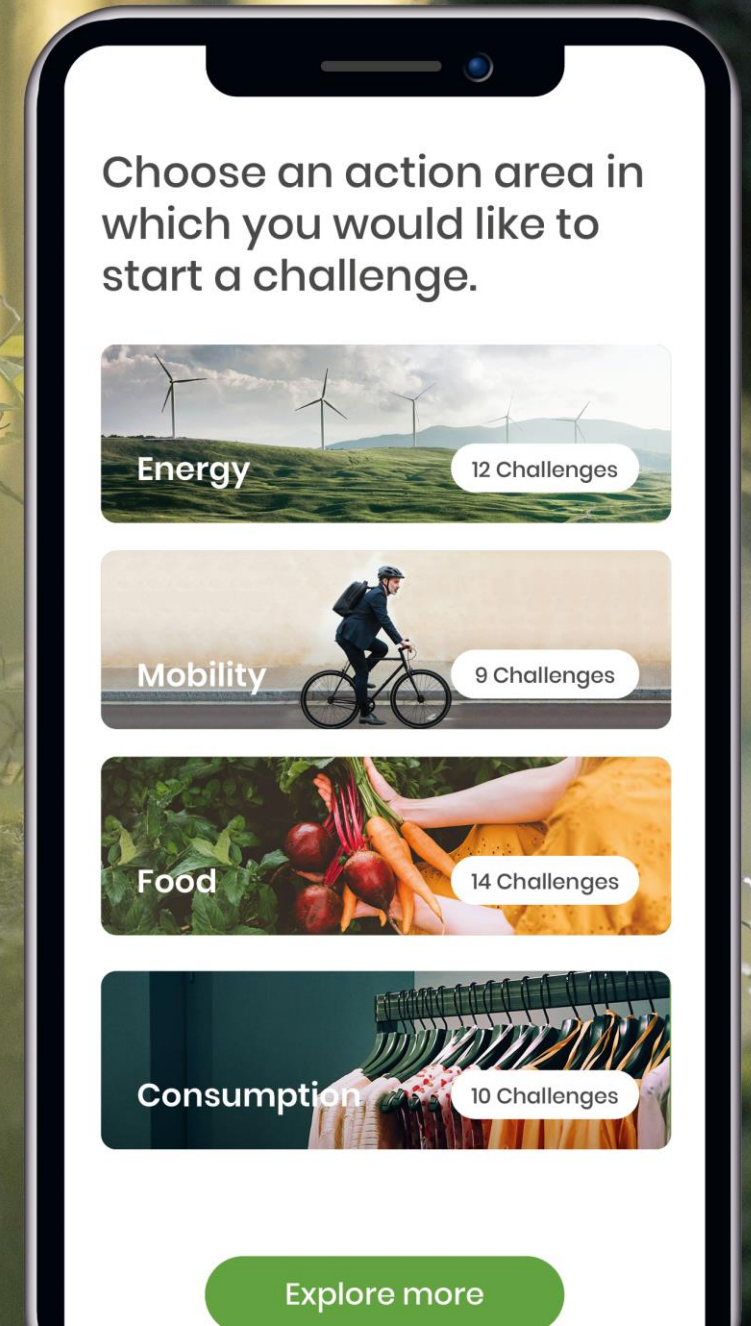 Choose an action area in
which you would like to
start a challenge.
Energy
12 Challenges
Mobility
9 Challenges
Food
14 Challenges
Consumption
10 Challenges
Explore more